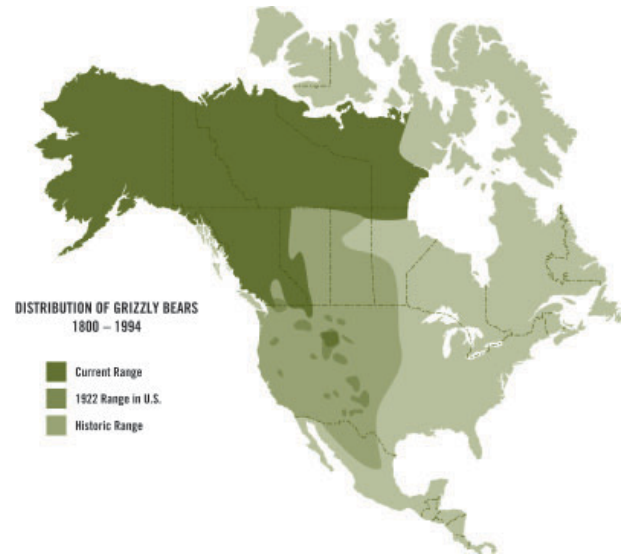 DISTRIBUTION OF GRIZZLY BEARS
1800 – 1994
Current Range
1922 Range in U.S.
Historic Range